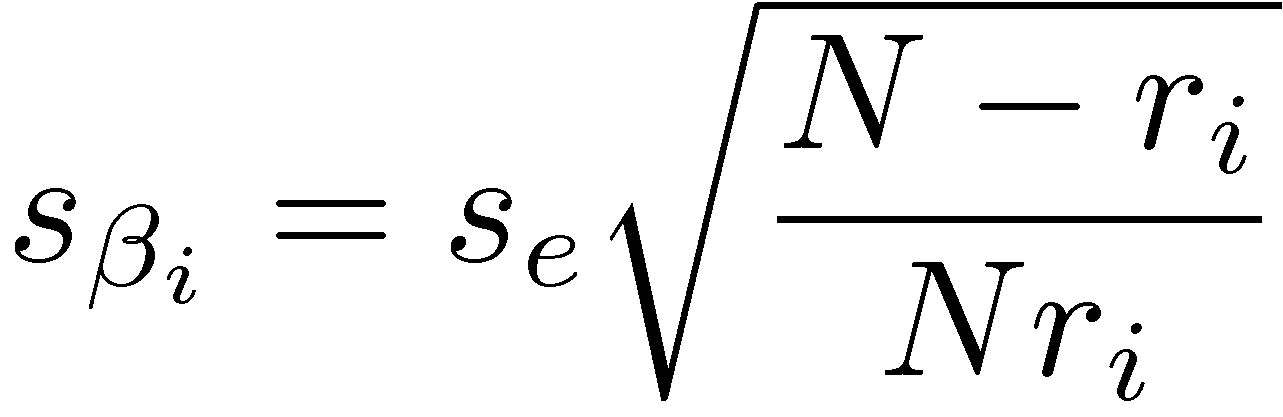 $s_{\beta_i} = s_e \sqrt{\frac{N - r_i}{N r_i}}$